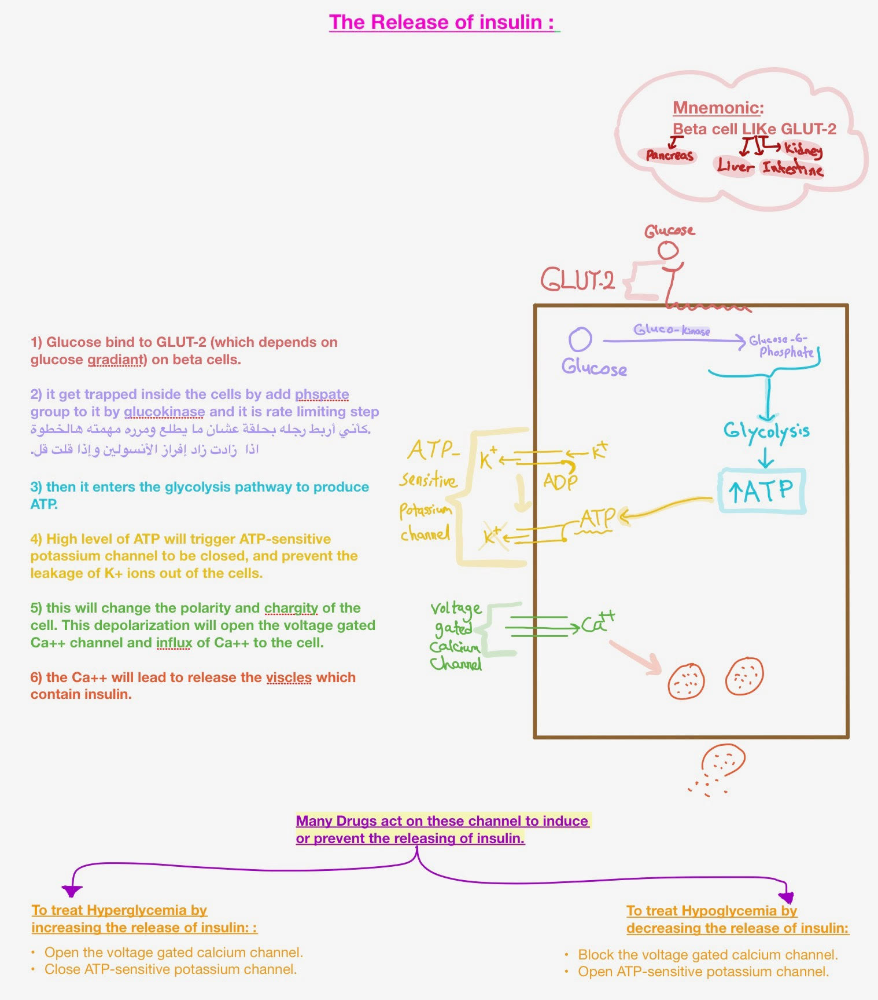 The Release of insulin :
Mnemonic:
Beta cell LIKe GLUT-2
Pancreas
Kidney
Liver
Intestine
Glucose
GLUT-2
Gluco-kinase
Glucose
Glucose-6-
Phosphate
Glycolysis
↑ATP
1) Glucose bind to GLUT-2 (which depends on
glucose gradiant) on beta cells.
2) it get trapped inside the cells by add phspate
group to it by glucokinase and it is rate limiting step
كأنني أربط رجله بحلقة عشان ما يطلع ومرره مهمته هالخطوة.
اذا زادت زاد إفراز الأنسولين وإذا قلت قل.
3) then it enters the glycolysis pathway to produce
ATP.
4) High level of ATP will trigger ATP-sensitive
potassium channel to be closed, and prevent the
leakage of K+ ions out of the cells.
5) this will change the polarity and chargity of the
cell. This depolarization will open the voltage gated
Ca++ channel and influx of Ca++ to the cell.
6) the Ca++ will lead to release the viscles which
contain insulin.
ATP-
Sensitive
Potassium
channel
K+
K+
ADP
ATP
K+
Voltage
gated
Calcium
Channel
Ca++
Many Drugs act on these channel to induce
or prevent the releasing of insulin.
To treat Hyperglycemia by
increasing the release of insulin: :
• Open the voltage gated calcium channel.
• Close ATP-sensitive potassium channel.
To treat Hypoglycemia by
decreasing the release of insulin:
• Block the voltage gated calcium channel.
• Open ATP-sensitive potassium channel.